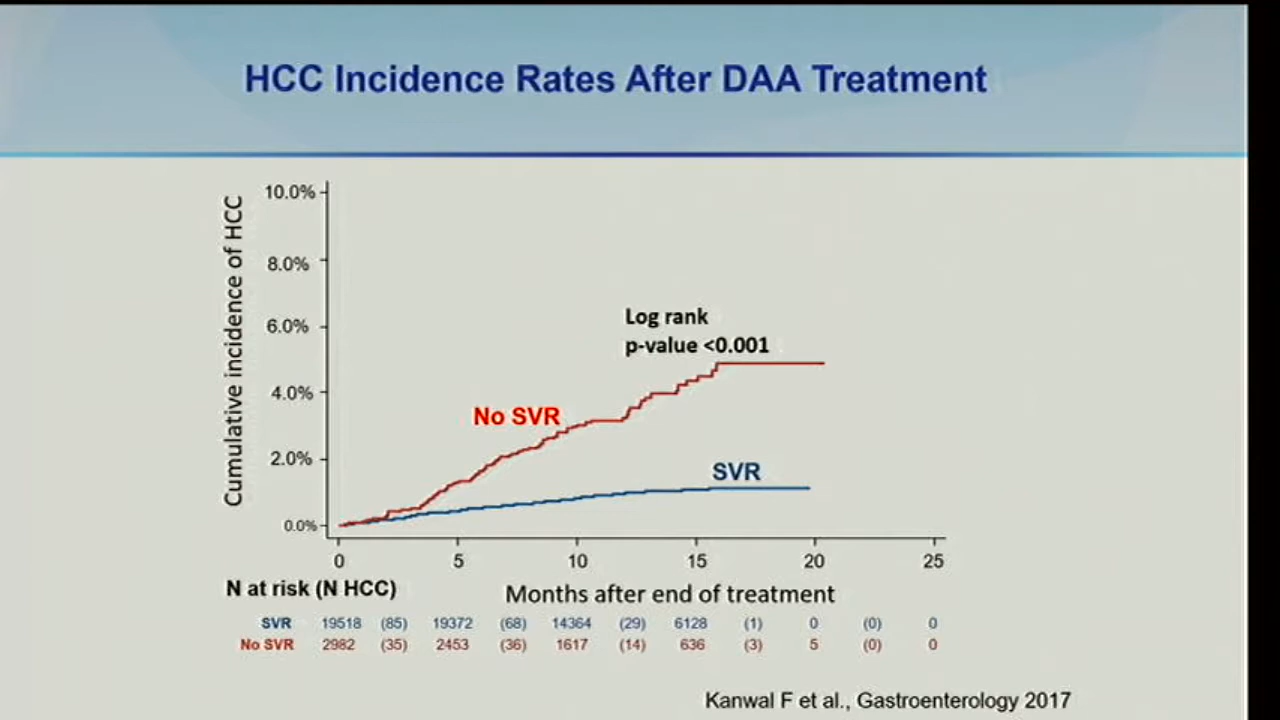 HCC Incidence Rates After DAA Treatment
Cumulative incidence of HCC
10.0%
8.0%
6.0%
4.0%
2.0%
0.0%
Log rank
p-value <0.001
No SVR
SVR
0 5 10 15 20 25
N at risk (N HCC)
Months after end of treatment
SVR 19518 (85) 19372 (68) 14364 (29) 6128 (1) 0 (0) 0
No SVR 2982 (35) 2453 (36) 1617 (14) 636 (3) 5 (0) 0
Kanwal F et al., Gastroenterology 2017